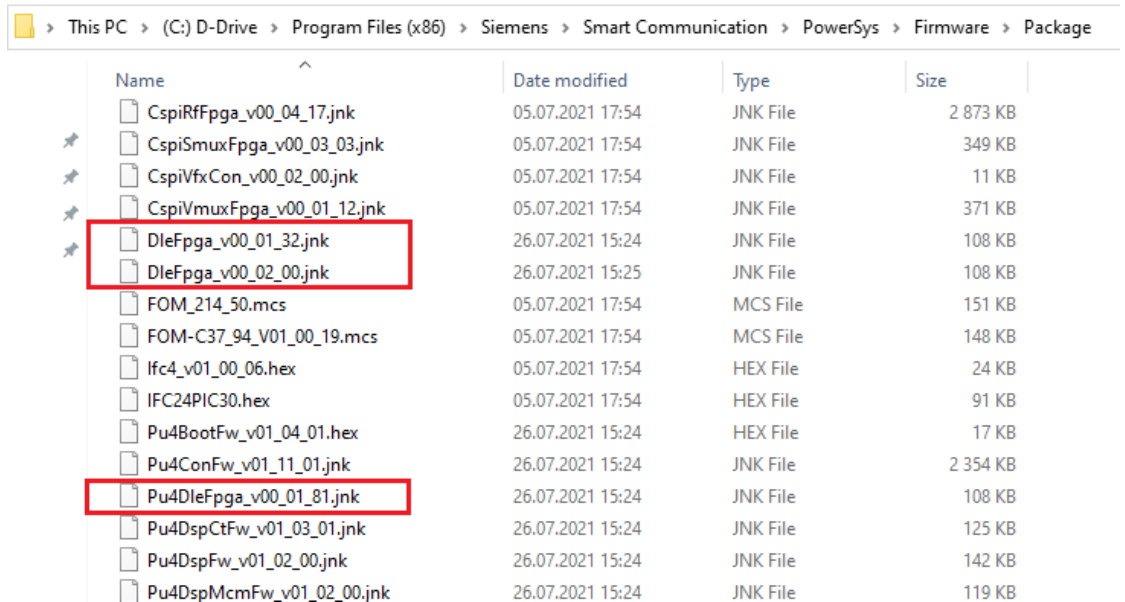 This PC > (C:) D-Drive > Program Files (x86) > Siemens > Smart Communication > PowerSys > Firmware > Package
Name Date modified Type Size
CspiRfFpga_v00_04_17.jnk 05.07.2021 17:54 JNK File 2 873 KB
CspiSmuxFpga_v00_03_03.jnk 05.07.2021 17:54 JNK File 349 KB
CspiVfxCon_v00_02_00.jnk 05.07.2021 17:54 JNK File 11 KB
CspiVmuxFpga_v00_01_12.jnk 05.07.2021 17:54 JNK File 371 KB
DleFpga_v00_01_32.jnk 26.07.2021 15:24 JNK File 108 KB
DleFpga_v00_02_00.jnk 26.07.2021 15:25 JNK File 108 KB
FOM_214_50.mcs 05.07.2021 17:54 MCS File 151 KB
FOM-C37_94_V01_00_19.mcs 05.07.2021 17:54 MCS File 148 KB
Ifc4_v01_00_06.hex 05.07.2021 17:54 HEX File 24 KB
IFC24PIC30.hex 05.07.2021 17:54 HEX File 91 KB
Pu4BootFw_v01_04_01.hex 26.07.2021 15:24 HEX File 17 KB
Pu4ConFw_v01_11_01.jnk 26.07.2021 15:24 JNK File 2 354 KB
Pu4DleFpga_v00_01_81.jnk 26.07.2021 15:24 JNK File 108 KB
Pu4DspCtFw_v01_03_01.jnk 26.07.2021 15:24 JNK File 125 KB
Pu4DspFw_v01_02_00.jnk 26.07.2021 15:24 JNK File 142 KB
Pu4DspMcmFw_v01_02_00.jnk 26.07.2021 15:24 JNK File 119 KB